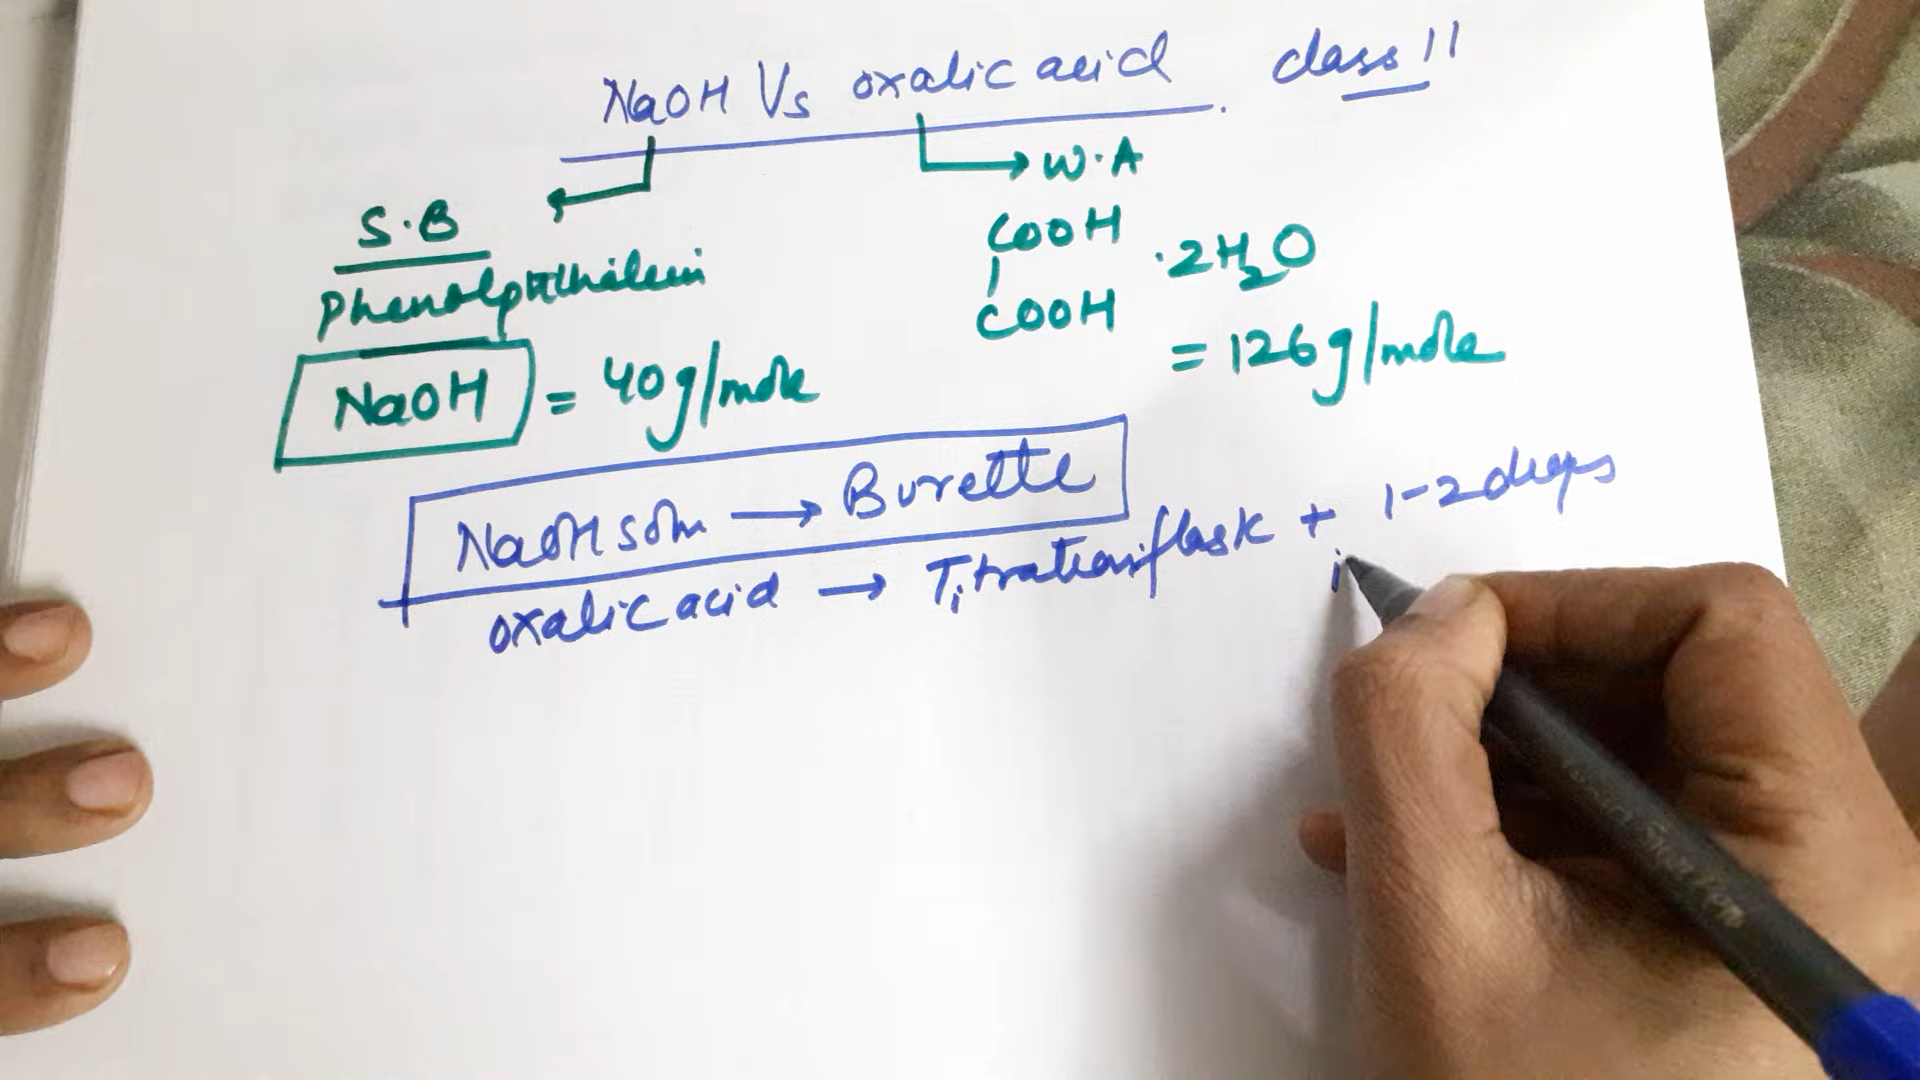 NaOH Vs oxalic acid. class 11
S.B
W.A
Phenolphthalein
COOH
COOH
.2H2O
= 126g/mole
NaOH = 40g/mole
NaOH soln → Burette
oxalic acid → Titration flask + 1-2 drops
i